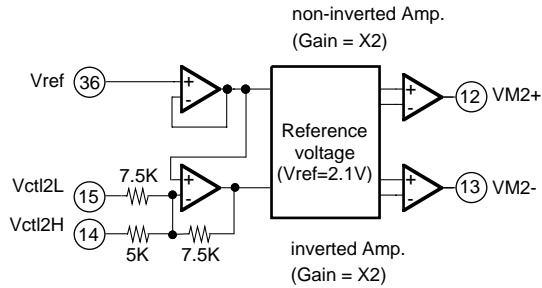 non-inverted Amp.
(Gain = X2)
Vref 36
+
-
+
-
12 VM2+
Reference
voltage
(Vref=2.1V)
Vctl2L 15
7.5K
+
-
+
-
13 VM2-
Vctl2H 14
5K
7.5K
inverted Amp.
(Gain = X2)